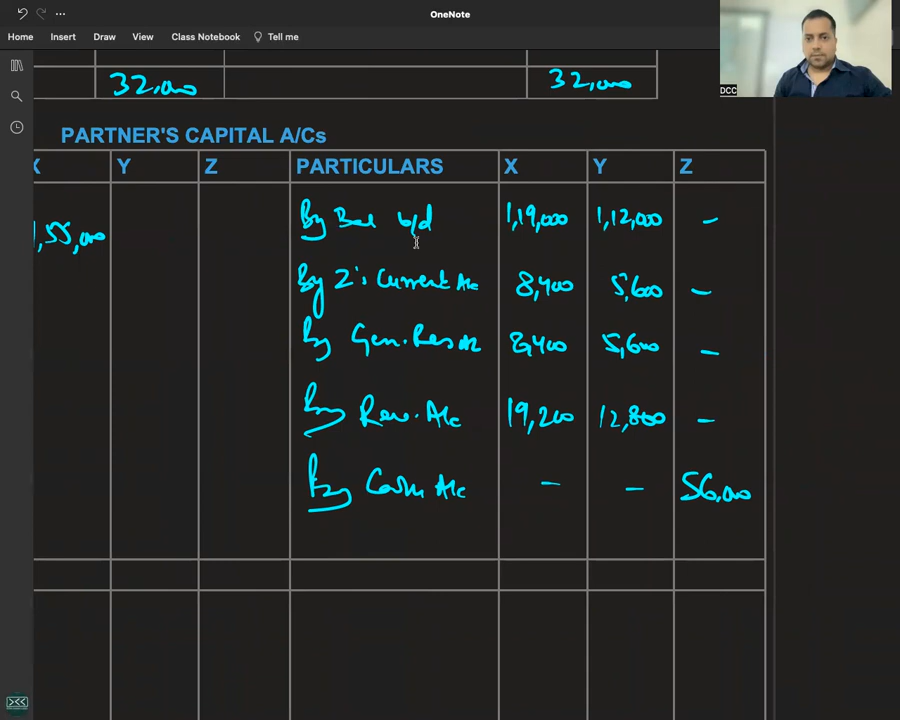 OneNote
Home Insert Draw View Class Notebook Tell me
DCC
32,000 32,000
PARTNER'S CAPITAL A/Cs
X Y Z PARTICULARS X Y Z
1,55,000 By Bal b/d 1,19,000 1,12,000 -
By Z's Current A/c 8,400 5,600 -
By Gen. Res A/c 8,400 5,600 -
By Rev. A/c 19,200 12,800 -
By Cash A/c - - 56,000